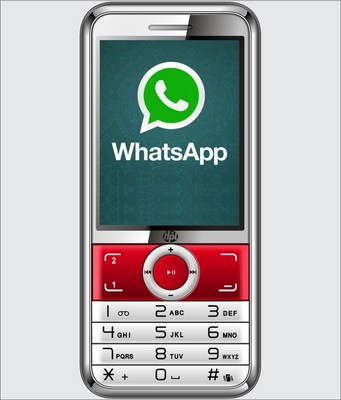 WhatsApp
2
+
1
-
1
2 ABC
3 DEF
4 GHI
5 JKL
6 MNO
7 PQRS
8 TUV
9 WXYZ
* +
0
#